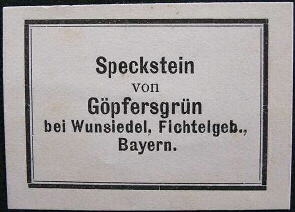 Speckstein
von
Göpfersgrün
bei Wunsiedel, Fichtelgeb.,
Bayern.